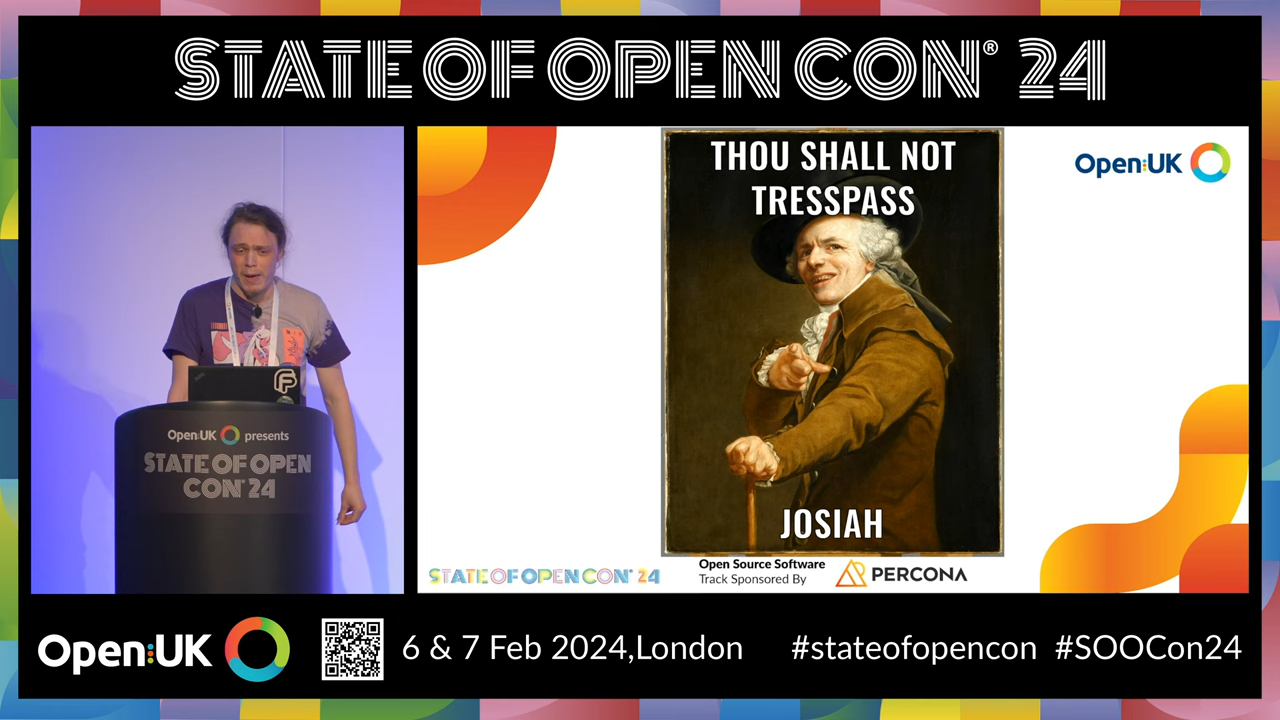 STATE OF OPEN CON® 24
THOU SHALL NOT
TRESSPASS
JOSIAH
Open:UK
Open:UK presents
STATE OF OPEN
CON® 24
STATE OF OPEN CON® 24
Open Source Software
Track Sponsored By
PERCONA
Open:UK
6 & 7 Feb 2024,London
#stateofopencon #SOOCon24